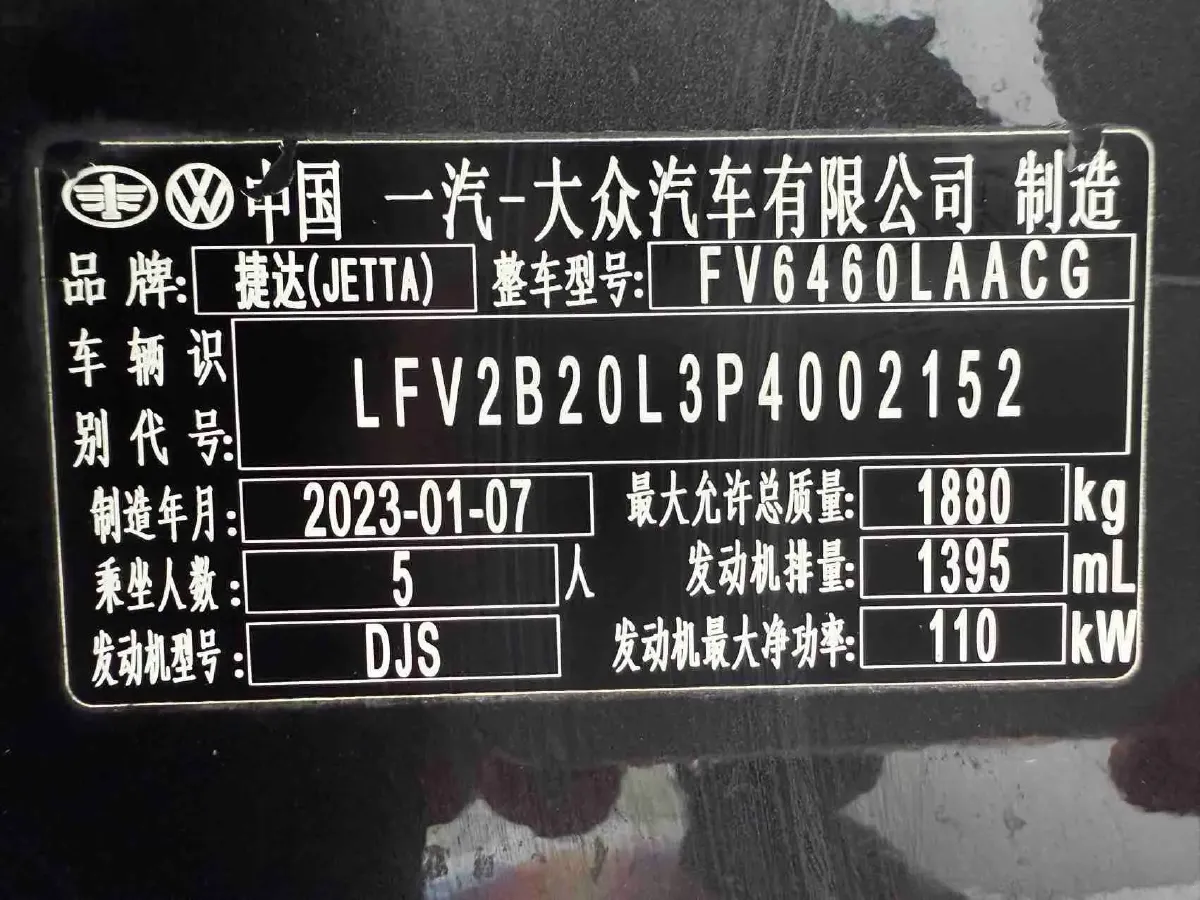 中国 一汽-大众汽车有限公司 制造
品 牌: 捷达(JETTA) 整车型号: FV6460LAACG
车 辆 识
别 代 号: LFV2B20L3P4002152
制造年月: 2023-01-07 最大允许总质量: 1880 kg
乘坐人数: 5 人 发动机排量: 1395 mL
发动机型号: DJS 发动机最大净功率: 110 kW